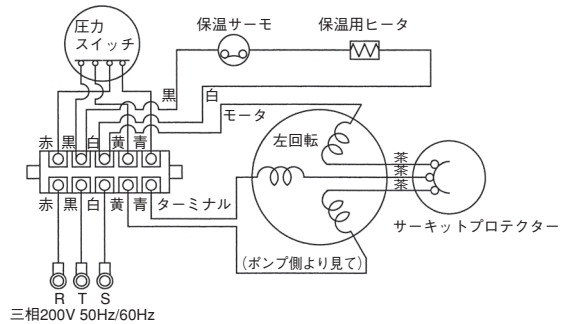 圧力
スイッチ
保温サーモ
保温用ヒータ
黒
白
モータ
赤 黒 白 黄 青
左回転
茶
茶
茶
赤 黒 白 黄 青 ターミナル
サーキットプロテクター
(ポンプ側より見て)
R T S
三相200V 50Hz/60Hz